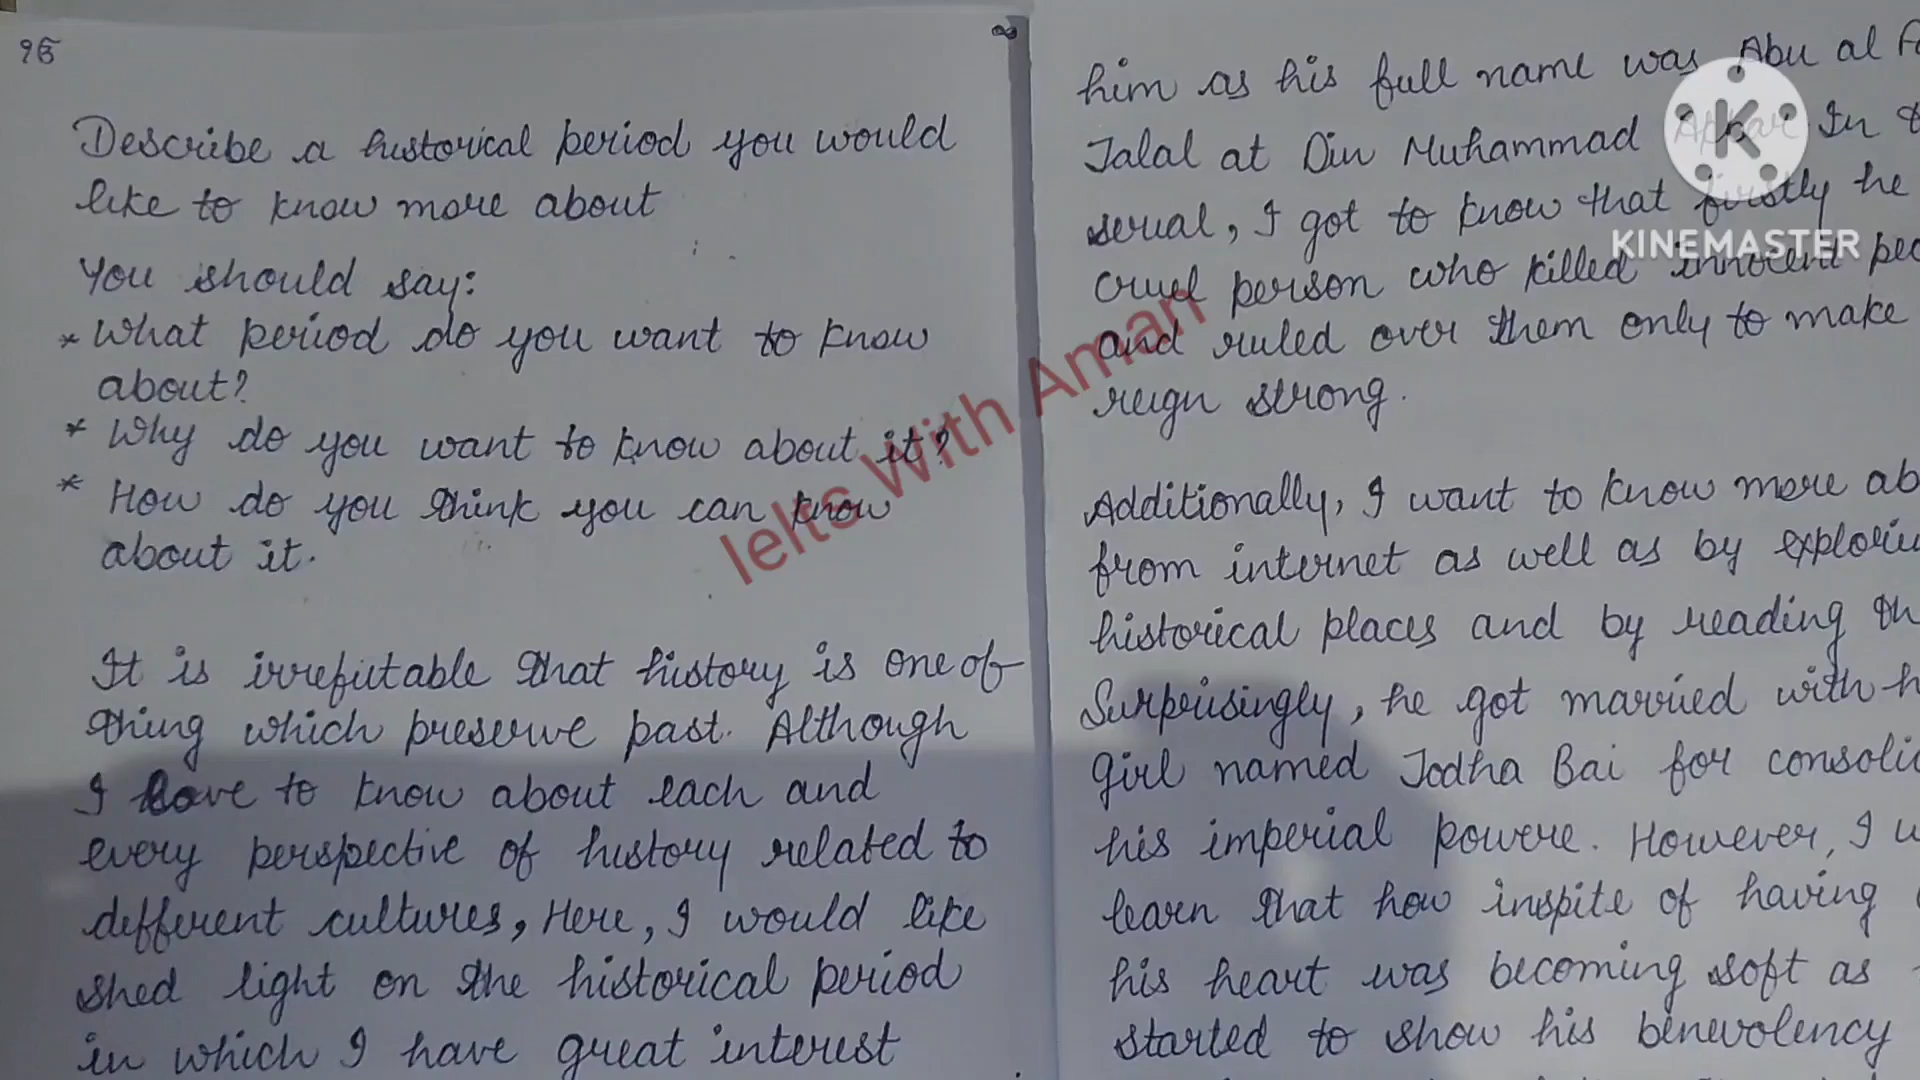 १६
Describe a historical period you would
like to know more about
You should say:
* What period do you want to know
about?
* Why do you want to know about it?
* How do you think you can know
about it.
It is irrefutable that history is one of
thing which preserve past. Although
I Love to know about each and
every perspective of history related to
different cultures, Here, I would like
shed light on the historical period
in which I have great interest
him as his full name was Abu al
Jalal at Din Muhammad Akbar In
serial, I got to know that firstly he
cruel person who killed innocent
and ruled over them only to make
reign strong.
Additionally, I want to know more
from internet as well as by
historical places and by reading
Surprisingly, he got married with
girl named Jodha Bai for
his imperial powere. However, I
learn that how inspite of having
his heart was becoming soft as
started to show his benevolency
Ielts With Aman
K
KINEMASTER